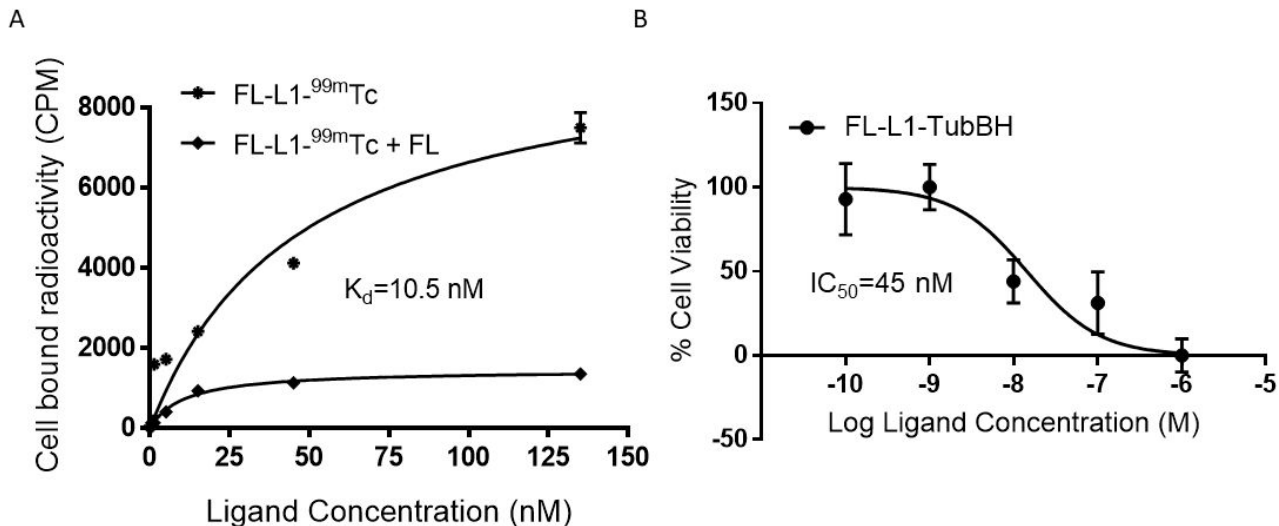 A
FL-L1-⁹⁹ᵐTc
FL-L1-⁹⁹ᵐTc + FL
Cell bound radioactivity (CPM)
8000
6000
4000
2000
0
K_d=10.5 nM
0 25 50 75 100 125 150
Ligand Concentration (nM)
B
FL-L1-TubBH
% Cell Viability
150
100
50
0
-50
IC₅₀=45 nM
-10 -9 -8 -7 -6 -5
Log Ligand Concentration (M)